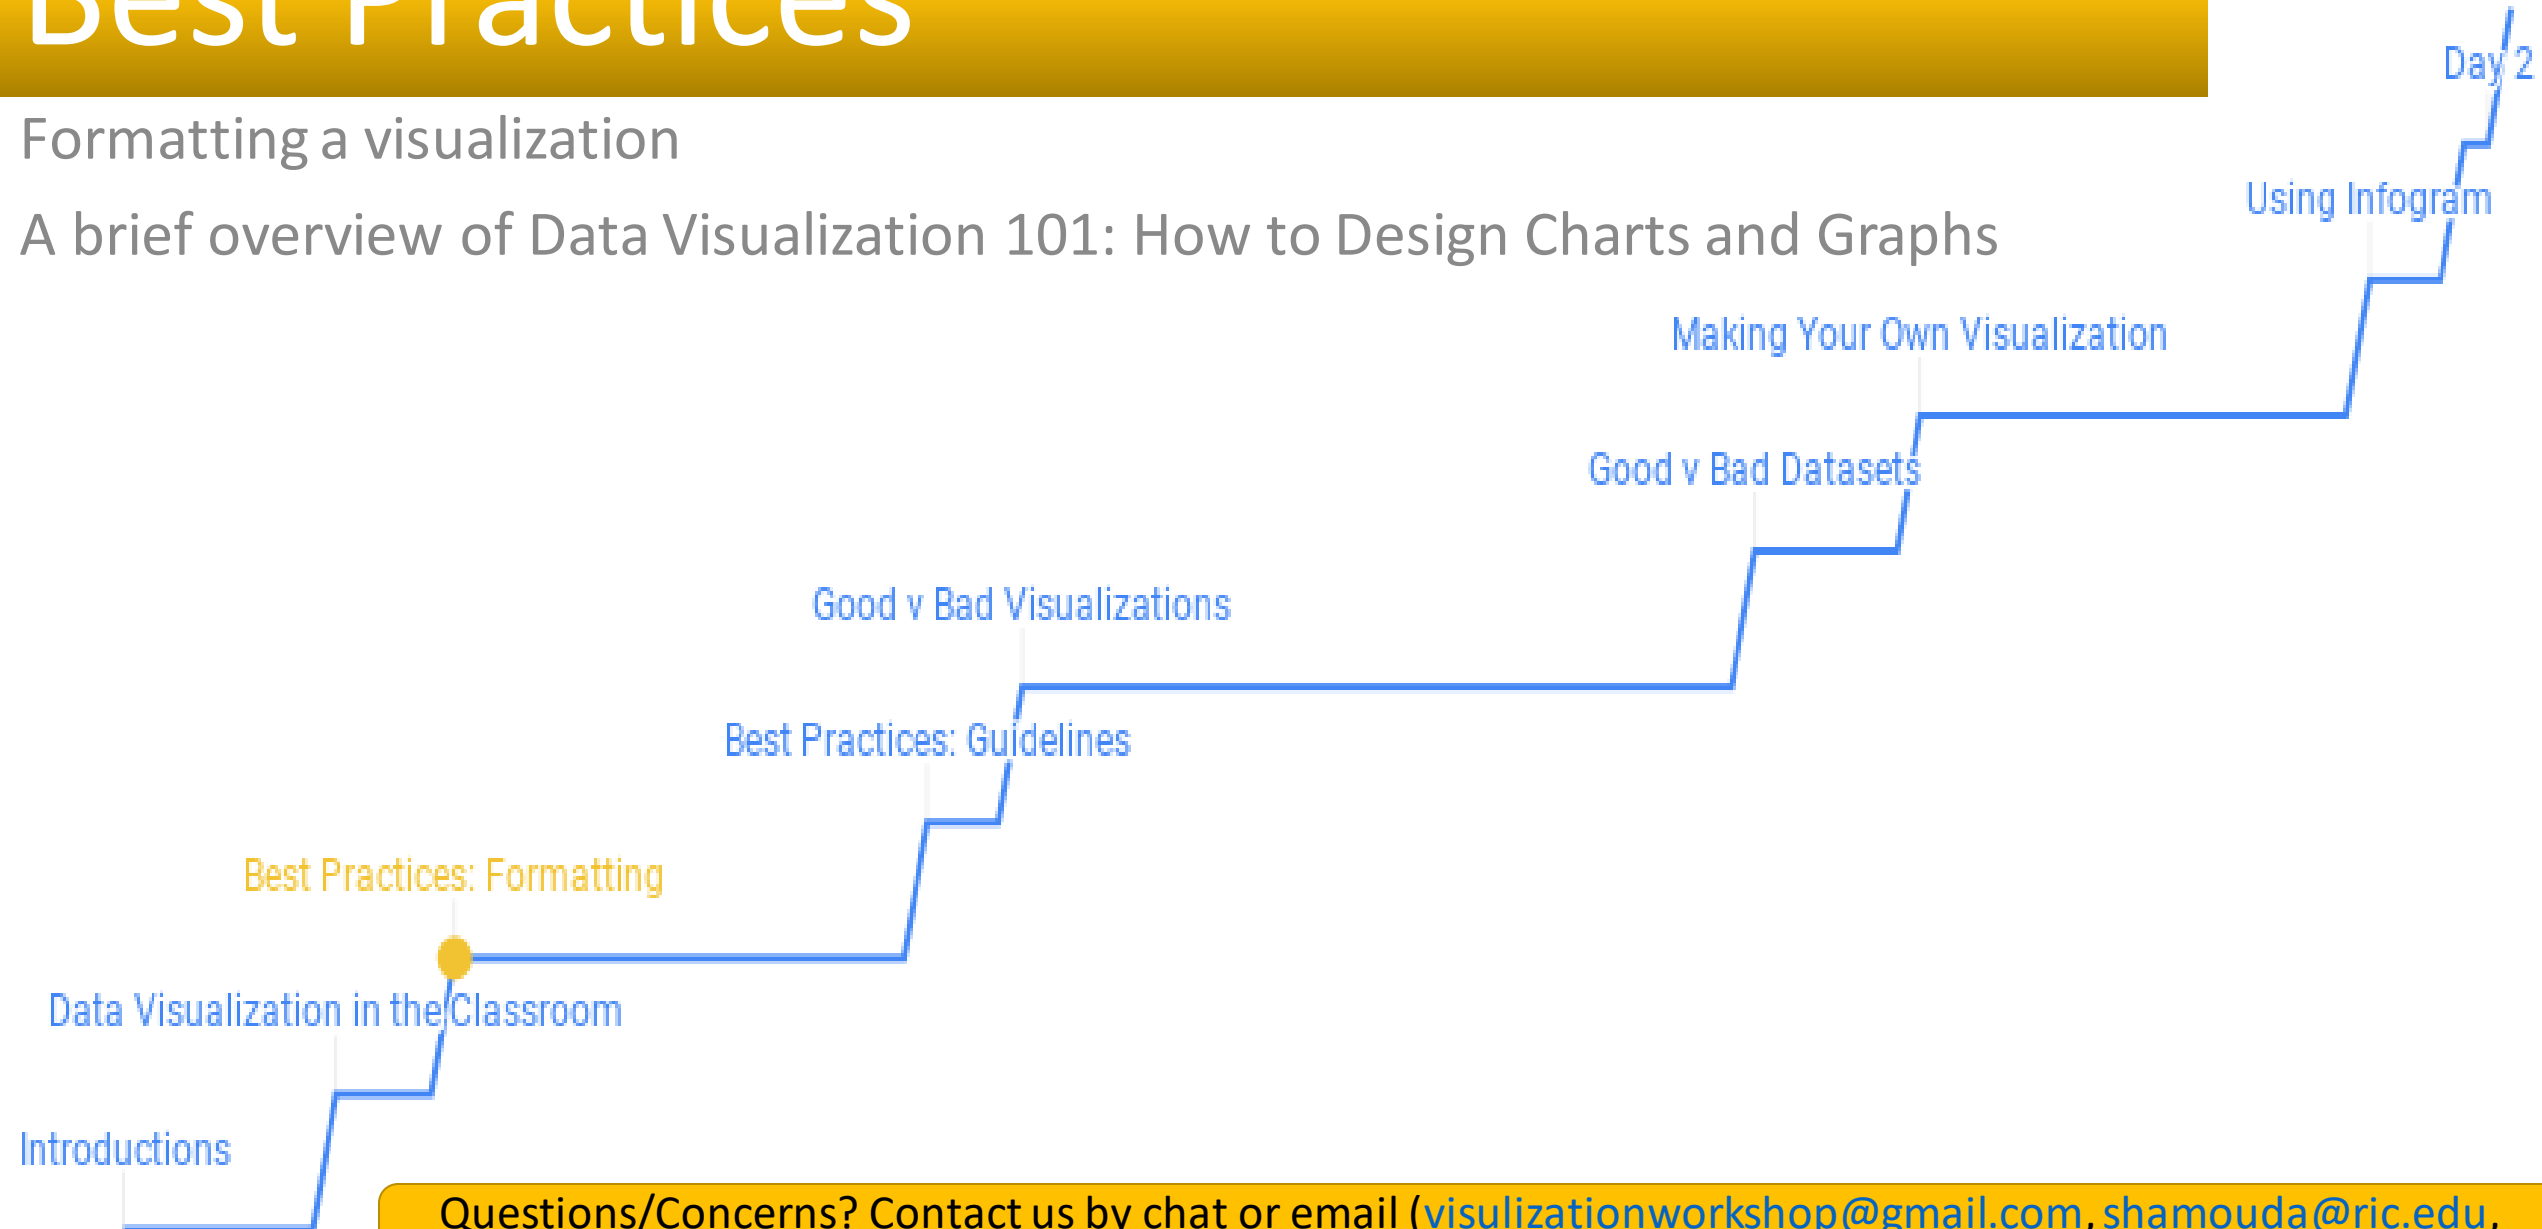 Best Practices
Day 2
Formatting a visualization
Using Infogram
A brief overview of Data Visualization 101: How to Design Charts and Graphs
Making Your Own Visualization
Good v Bad Datasets
Good v Bad Visualizations
Best Practices: Guidelines
Best Practices: Formatting
Data Visualization in the Classroom
Introductions
Questions/Concerns? Contact us by chat or email (visulizationworkshop@gmail.com, shamouda@ric.edu,